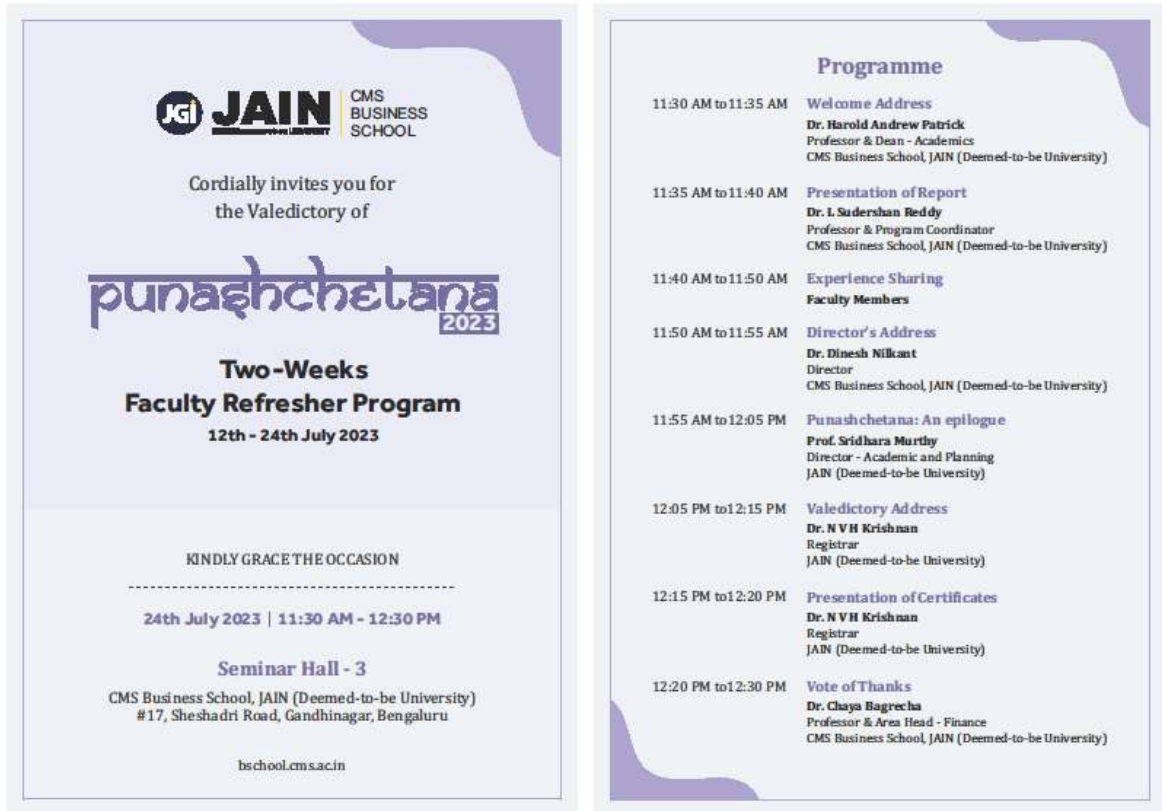 JGi JAIN
CMS
BUSINESS
SCHOOL
Cordially invites you for
the Valedictory of
punashchetana
2023
Two-Weeks
Faculty Refresher Program
12th - 24th July 2023
KINDLY GRACE THE OCCASION
24th July 2023 | 11:30 AM - 12:30 PM
Seminar Hall - 3
CMS Business School, JAIN (Deemed-to-be University)
#17, Sheshadri Road, Gandhinagar, Bengaluru
bschool.cms.ac.in
Programme
11:30 AM to 11:35 AM Welcome Address
Dr. Harold Andrew Patrick
Professor & Dean - Academics
CMS Business School, JAIN (Deemed-to-be University)
11:35 AM to 11:40 AM Presentation of Report
Dr. L Sudershan Reddy
Professor & Program Coordinator
CMS Business School, JAIN (Deemed-to-be University)
11:40 AM to 11:50 AM Experience Sharing
Faculty Members
11:50 AM to 11:55 AM Director's Address
Dr. Dinesh Nilkant
Director
CMS Business School, JAIN (Deemed-to-be University)
11:55 AM to 12:05 PM Punashchetana: An epilogue
Prof. Sridhara Murthy
Director - Academic and Planning
JAIN (Deemed-to-be University)
12:05 PM to 12:15 PM Valedictory Address
Dr. N V H Krishnan
Registrar
JAIN (Deemed-to-be University)
12:15 PM to 12:20 PM Presentation of Certificates
Dr. N V H Krishnan
Registrar
JAIN (Deemed-to-be University)
12:20 PM to 12:30 PM Vote of Thanks
Dr. Chaya Bagrecha
Professor & Area Head - Finance
CMS Business School, JAIN (Deemed-to-be University)